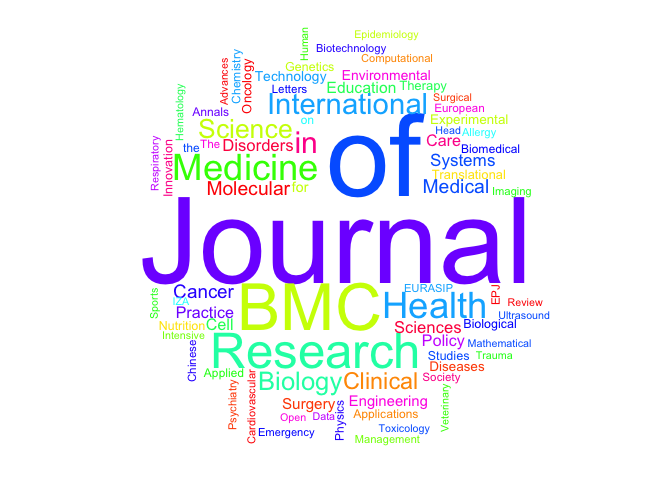 Epidemiology
Human
Biotechnology
Computational
Genetics
Advances
Chemistry
Oncology
Technology
Environmental
Letters
Education
Therapy
Hematology
Annals
International
Surgical
European
on
Experimental
Science
in
Head
Allergy
the
The
Disorders
of
Care
Biomedical
Respiratory
Innovation
Medicine
Systems
Translational
Molecular
for
Medical
Imaging
Journal
Cancer
EURASIP
EPJ
Sports
IZA
BMC
Health
Review
Practice
Ultrasound
Nutrition
Cell
Sciences
Biological
Intensive
Research
Policy
Mathematical
Chinese
Studies
Trauma
Applied
Diseases
Biology
Clinical
Society
Psychiatry
Cardiovascular
Surgery
Engineering
Veterinary
Open
Data
Physics
Applications
Emergency
Toxicology
Management